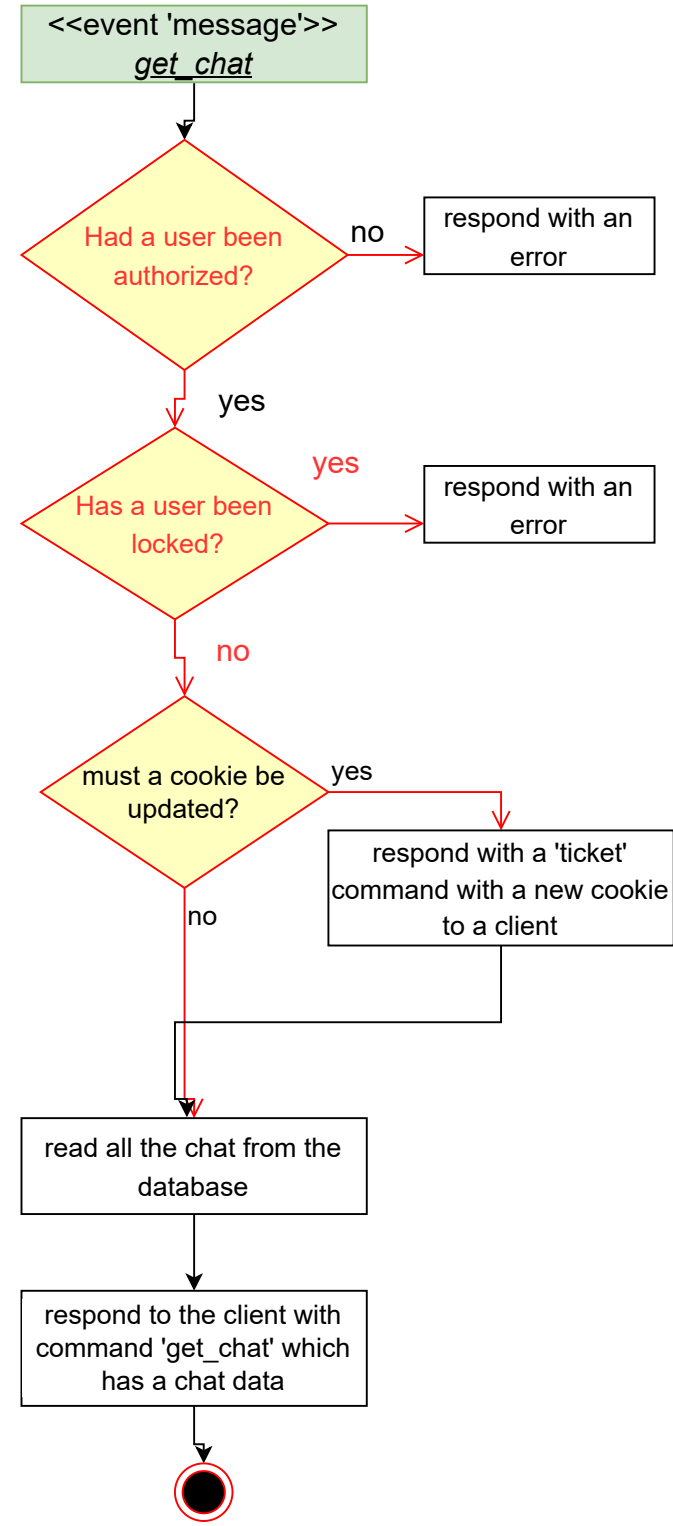 <<event 'message'>>
get_chat
Had a user been
authorized?
no
respond with an
error
yes
Has a user been
locked?
yes
respond with an
error
no
must a cookie be
updated?
yes
respond with a 'ticket'
command with a new cookie
to a client
no
read all the chat from the
database
respond to the client with
command 'get_chat' which
has a chat data